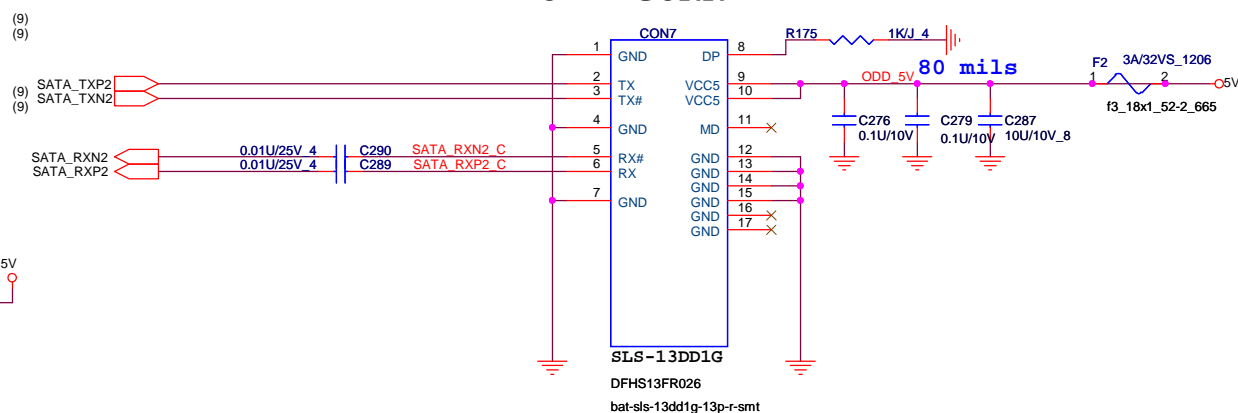 (9)
(9)
CON7
R175 1K/J_4
1 GND DP 8
F2 3A/32VS_1206
80 mils
SATA_TXP2 2 TX VCC5 9 ODD_5V 1 2 5V
(9) SATA_TXN2 3 TX# VCC5 10
(9)
f3_18x1_52-2_665
4 GND MD 11
C276 0.1U/10V
C279 0.1U/10V
C287 10U/10V_8
SATA_RXN2 0.01U/25V_4 C290 SATA_RXN2_C 5 RX# GND 12
SATA_RXP2 0.01U/25V_4 C289 SATA_RXP2_C 6 RX GND 13
GND 14
7 GND GND 15
GND 16
GND 17
5V
SLS-13DD1G
DFHS13FR026
bat-sls-13dd1g-13p-r-smt